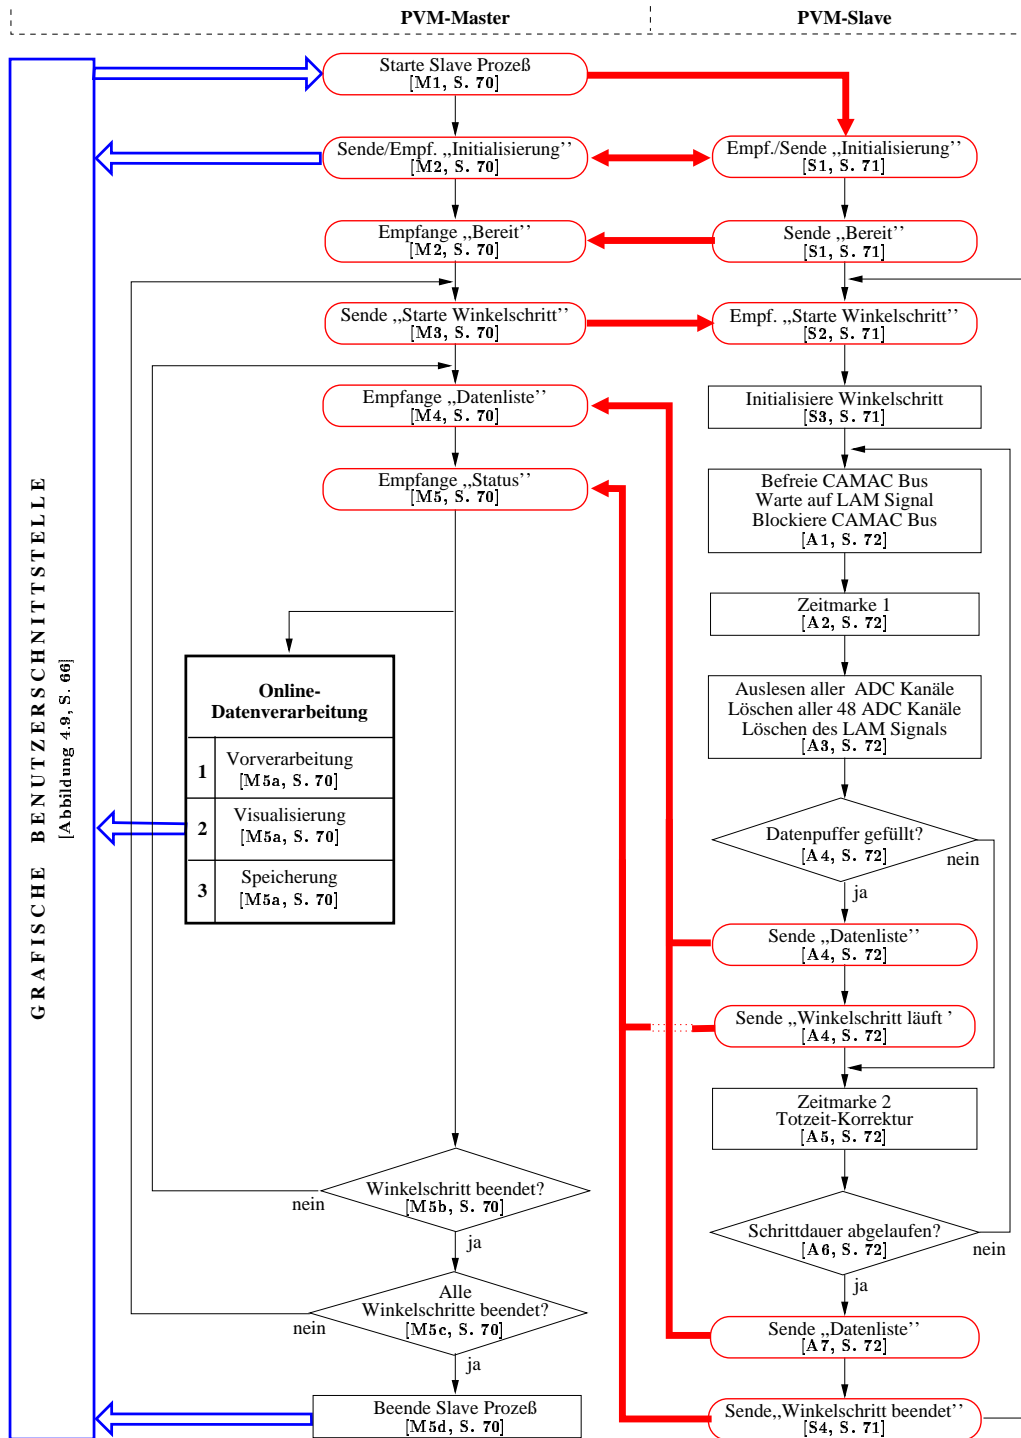 PVM-Master
PVM-Slave
Starte Slave Prozeß
[M1, S. 70]
Sende/Empf. ,,Initialisierung’’
[M2, S. 70]
Empf./Sende ,,Initialisierung’’
[S1, S. 71]
Empfange ,,Bereit’’
[M2, S. 70]
Sende ,,Bereit’’
[S1, S. 71]
Sende ,,Starte Winkelschritt’’
[M3, S. 70]
Empf. ,,Starte Winkelschritt’’
[S2, S. 71]
Empfange ,,Datenliste’’
[M4, S. 70]
Initialisiere Winkelschritt
[S3, S. 71]
Empfange ,,Status’’
[M5, S. 70]
Befreie CAMAC Bus
Warte auf LAM Signal
Blockiere CAMAC Bus
[A1, S. 72]
Zeitmarke 1
[A2, S. 72]
GRAFISCHE BENUTZERSCHNITTSTELLE
[Abbildung 4.9, S. 66]
Online-
Datenverarbeitung
1 Vorverarbeitung
[M5a, S. 70]
2 Visualisierung
[M5a, S. 70]
3 Speicherung
[M5a, S. 70]
Auslesen aller ADC Kanäle
Löschen aller 48 ADC Kanäle
Löschen des LAM Signals
[A3, S. 72]
Datenpuffer gefüllt?
[A4, S. 72]
nein
ja
Sende ,,Datenliste’’
[A4, S. 72]
Sende ,,Winkelschritt läuft ’
[A4, S. 72]
Zeitmarke 2
Totzeit-Korrektur
[A5, S. 72]
Winkelschritt beendet?
[M5b, S. 70]
nein
ja
Schrittdauer abgelaufen?
[A6, S. 72]
nein
ja
Alle
Winkelschritte beendet?
[M5c, S. 70]
nein
ja
Sende ,,Datenliste’’
[A7, S. 72]
Beende Slave Prozeß
[M5d, S. 70]
Sende,,Winkelschritt beendet’’
[S4, S. 71]